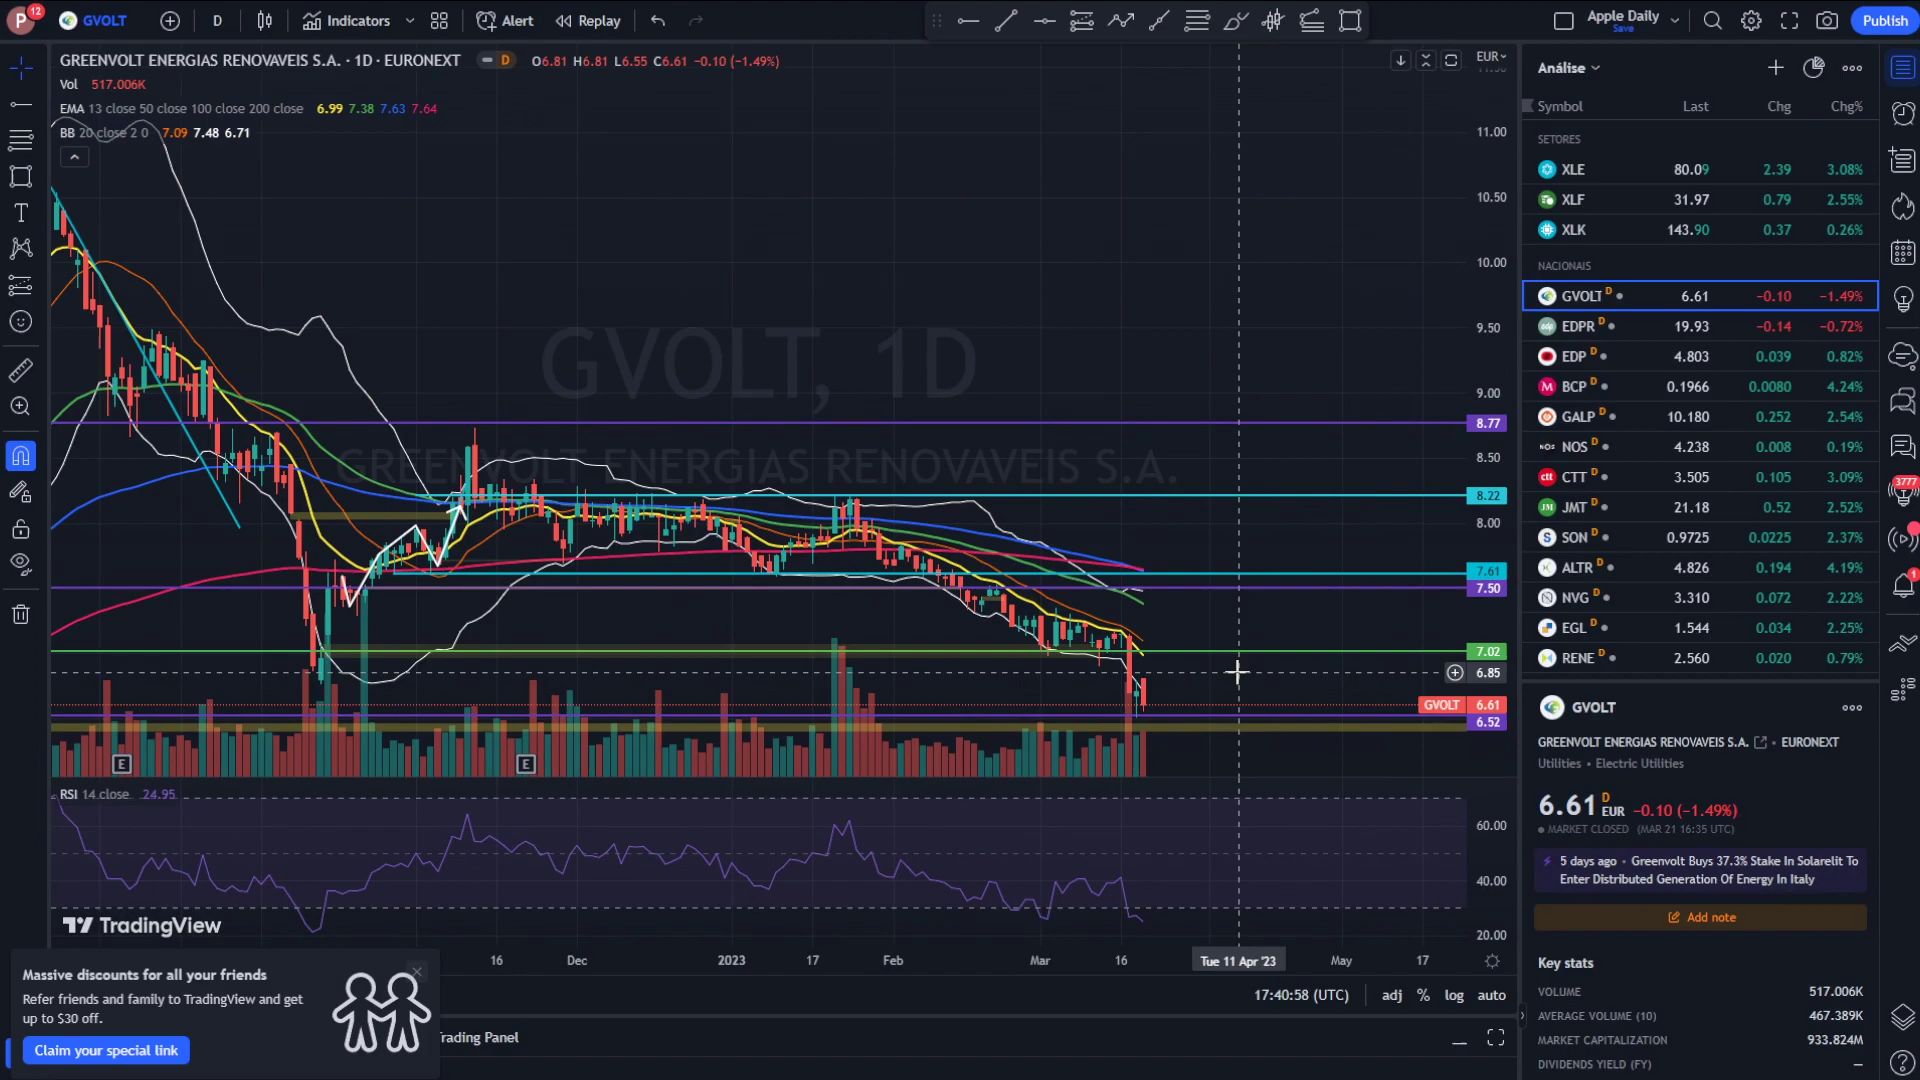 P 12 GVOLT D Indicators Alert Replay Apple Daily Save Publish
GREENVOLT ENERGIAS RENOVAVEIS S.A. · 1D · EURONEXT D O6.81 H6.81 L6.55 C6.61 −0.10 (−1.49%)
Vol 517.006K
EMA 13 close 50 close 100 close 200 close 6.99 7.38 7.63 7.64
BB 20 close 2 0 7.09 7.48 6.71
GVOLT, 1D
GREENVOLT ENERGIAS RENOVAVEIS S.A.
EUR
11.00
10.50
10.00
9.50
9.00
8.77
8.50
8.22
8.00
7.61
7.50
7.02
6.85
GVOLT 6.61
6.52
E E
RSI 14 close 24.95
60.00
40.00
20.00
TradingView
16 Dec 2023 17 Feb Mar 16 Tue 11 Apr '23 May 17
17:40:58 (UTC) adj % log auto
Trading Panel
Massive discounts for all your friends
Refer friends and family to TradingView and get
up to $30 off.
Claim your special link
Análise
Symbol Last Chg Chg%
SETORES
XLE 80.09 2.39 3.08%
XLF 31.97 0.79 2.55%
XLK 143.90 0.37 0.26%
NACIONAIS
GVOLT D 6.61 −0.10 −1.49%
EDPR D 19.93 −0.14 −0.72%
EDP D 4.803 0.039 0.82%
BCP D 0.1966 0.0080 4.24%
GALP D 10.180 0.252 2.54%
NOS D 4.238 0.008 0.19%
CTT D 3.505 0.105 3.09%
JMT D 21.18 0.52 2.52%
SON D 0.9725 0.0225 2.37%
ALTR D 4.826 0.194 4.19%
NVG D 3.310 0.072 2.22%
EGL D 1.544 0.034 2.25%
RENE D 2.560 0.020 0.79%
GVOLT
GREENVOLT ENERGIAS RENOVAVEIS S.A. • EURONEXT
Utilities • Electric Utilities
6.61 D EUR −0.10 (−1.49%)
MARKET CLOSED (MAR 21 16:35 UTC)
5 days ago • Greenvolt Buys 37.3% Stake In Solarelit To
Enter Distributed Generation Of Energy In Italy
Add note
Key stats
VOLUME 517.006K
AVERAGE VOLUME (10) 467.389K
MARKET CAPITALIZATION 933.824M
DIVIDENDS YIELD (FY) —
3777
1